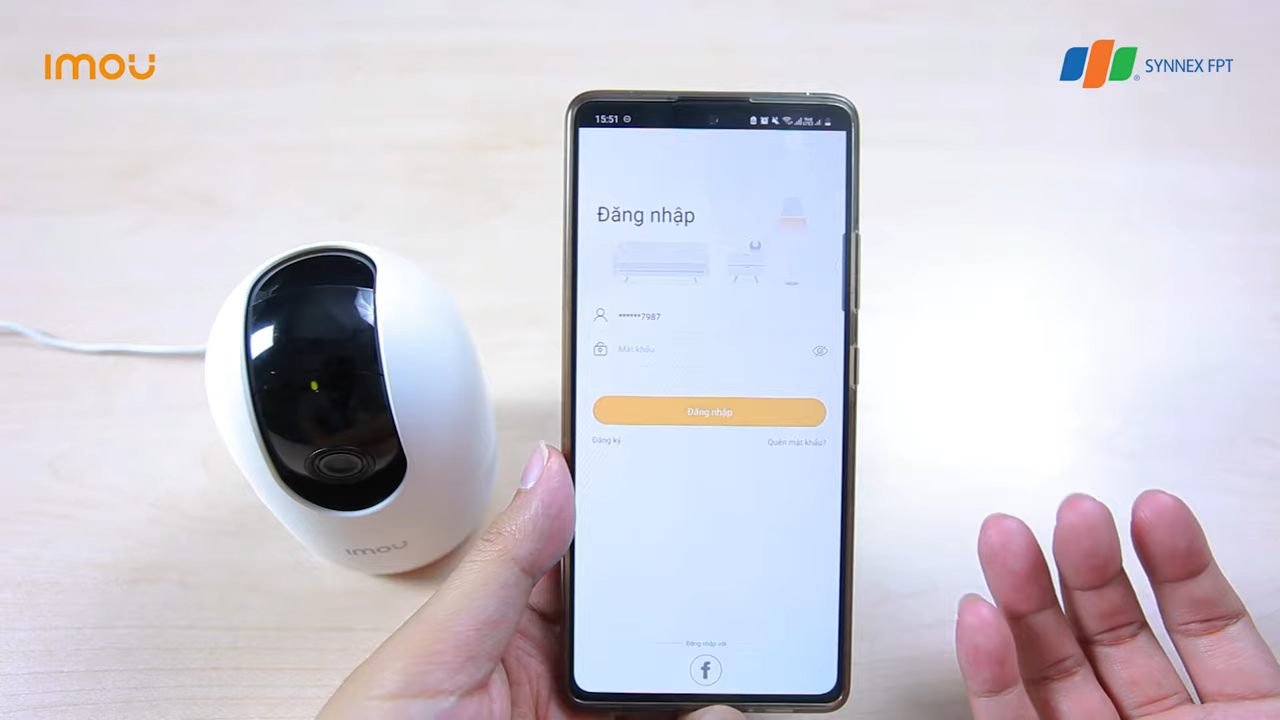 imou
SYNNEX FPT
15:51
Đăng nhập
******7987
Mật khẩu
Đăng nhập
Đăng ký
Quên mật khẩu?
imou
Đăng nhập với
f